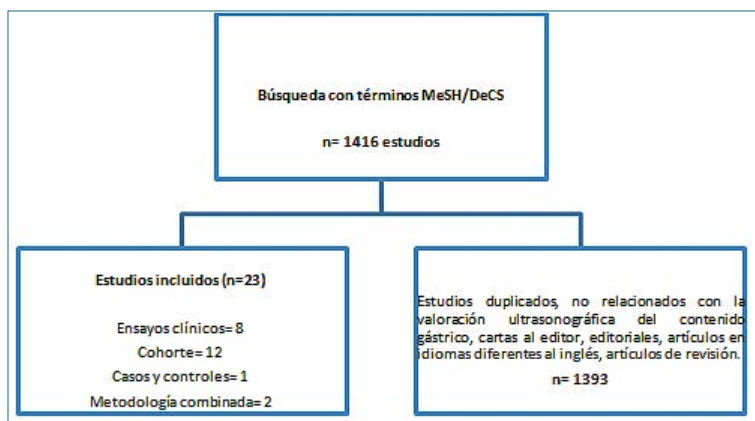 Búsqueda con términos MeSH/DeCS
n= 1416 estudios
Estudios incluidos (n=23)
Ensayos clínicos= 8
Cohorte= 12
Casos y controles= 1
Metodología combinada= 2
Estudios duplicados, no relacionados con la
valoración ultrasonográfica del contenido
gástrico, cartas al editor, editoriales, artículos en
idiomas diferentes al inglés, artículos de revisión.
n= 1393